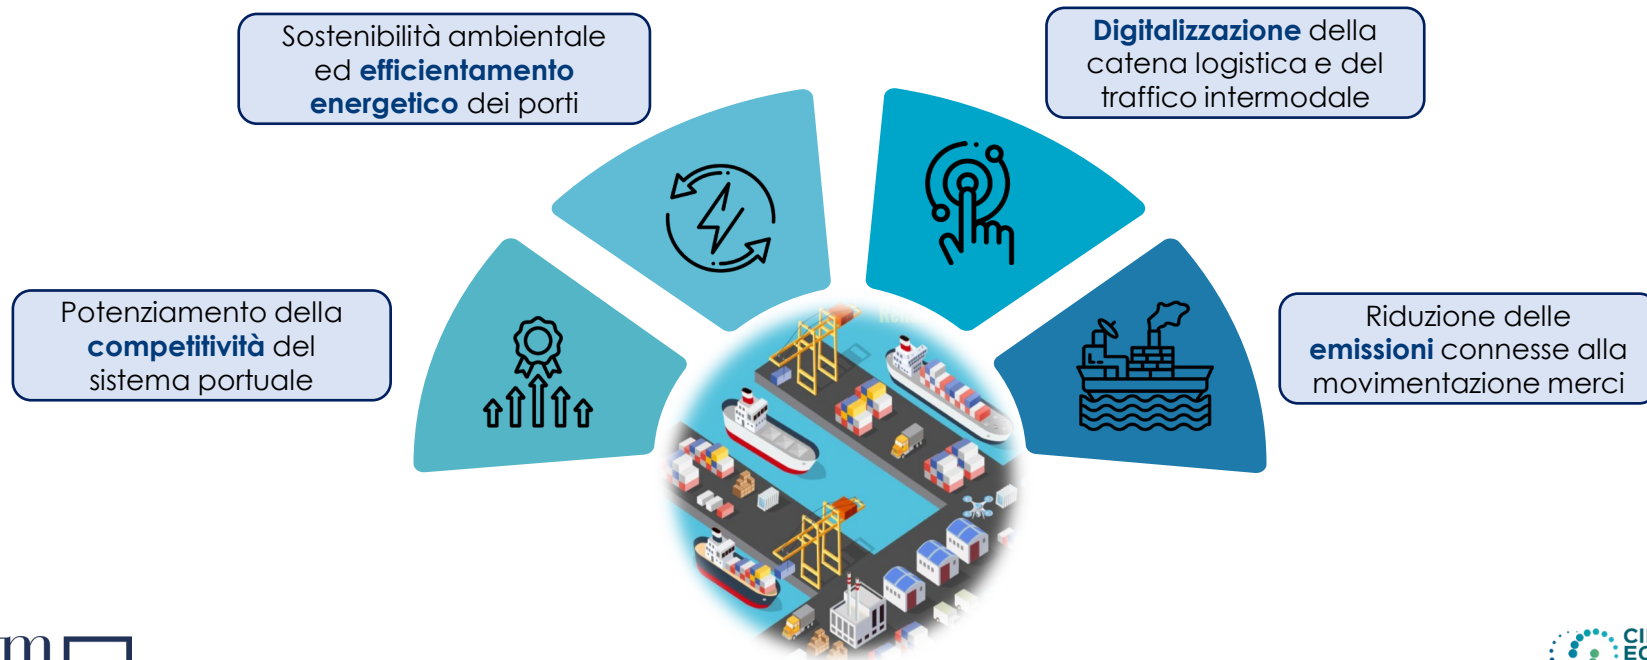 Sostenibilità ambientale
ed efficientamento
energetico dei porti
Digitalizzazione della
catena logistica e del
traffico intermodale
Potenziamento della
competitività del
sistema portuale
Riduzione delle
emissioni connesse alla
movimentazione merci